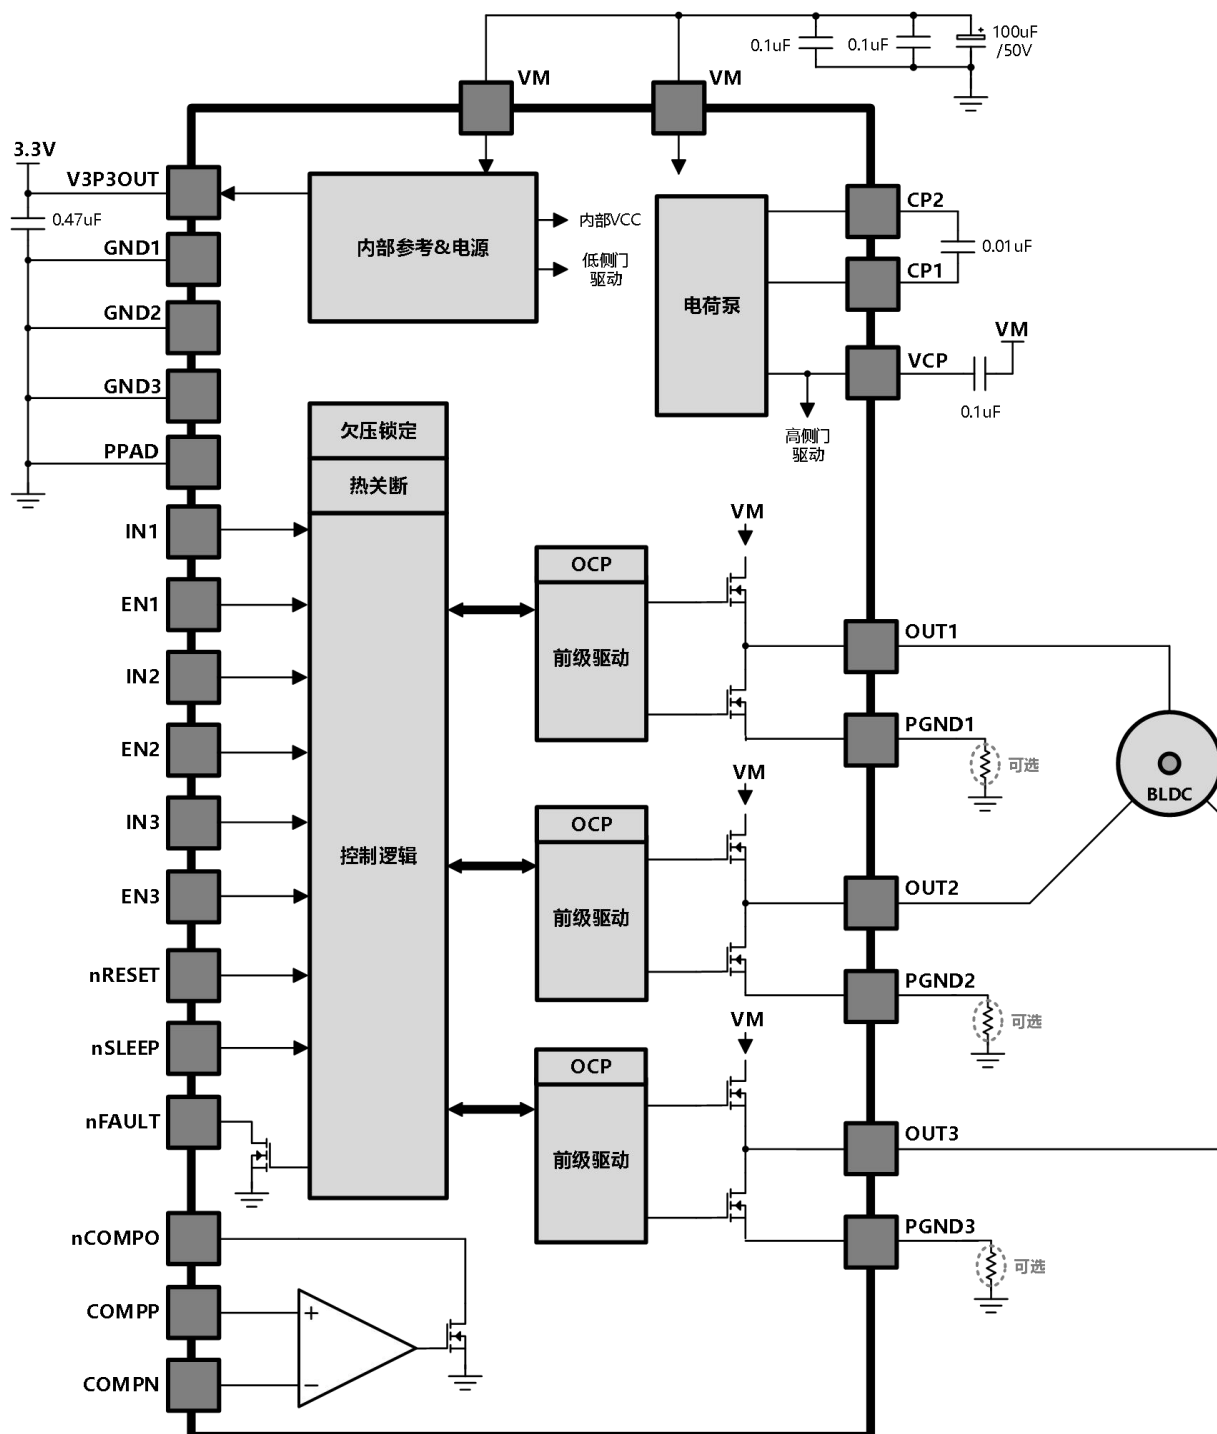 100uF
/50V
0.1uF
0.1uF
VM
VM
3.3V
V3P3OUT
0.47uF
GND1
GND2
GND3
PPAD
内部参考&电源
内部VCC
低侧门
驱动
电荷泵
CP2
0.01uF
CP1
VM
VCP
0.1uF
高侧门
驱动
欠压锁定
热关断
控制逻辑
IN1
EN1
IN2
EN2
IN3
EN3
nRESET
nSLEEP
nFAULT
nCOMPO
COMPP
COMPN
+
−
VM
OCP
前级驱动
OUT1
PGND1
可选
BLDC
VM
OCP
前级驱动
OUT2
PGND2
可选
VM
OCP
前级驱动
OUT3
PGND3
可选